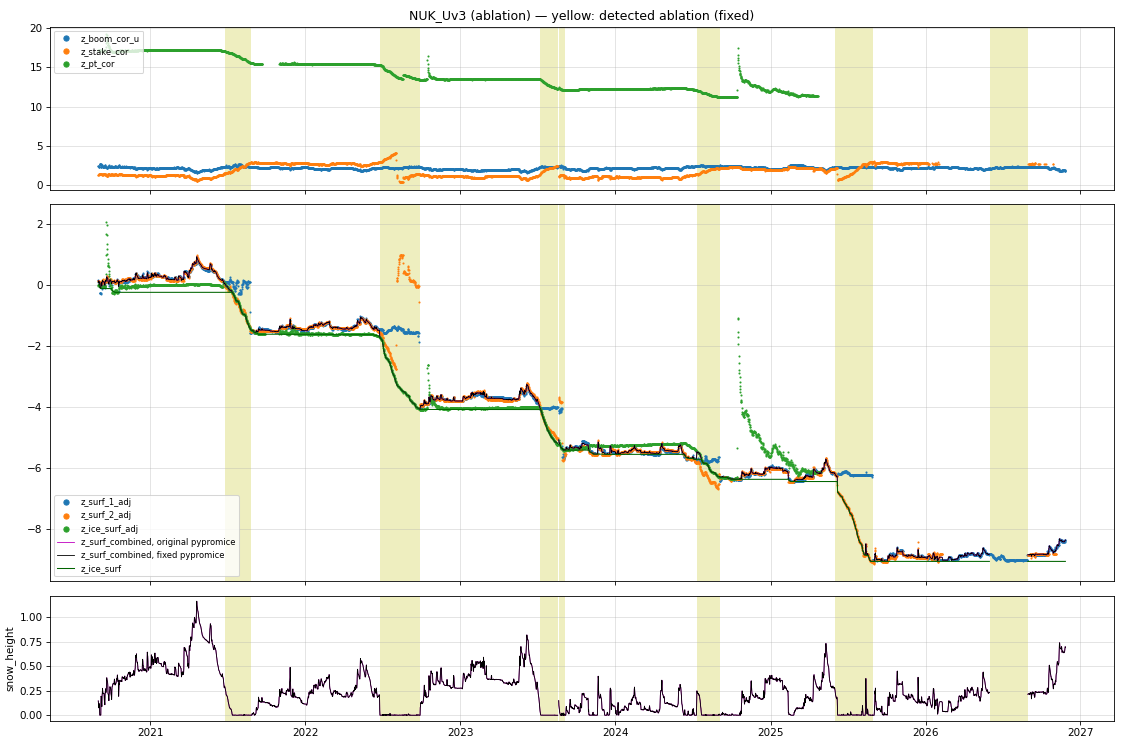 NUK_Uv3 (ablation) — yellow: detected ablation (fixed)
20
15
10
5
0
z_boom_cor_u
z_stake_cor
z_pt_cor
2
0
−2
−4
−6
−8
z_surf_1_adj
z_surf_2_adj
z_ice_surf_adj
z_surf_combined, original pypromice
z_surf_combined, fixed pypromice
z_ice_surf
snow_height
1.00
0.75
0.50
0.25
0.00
2021 2022 2023 2024 2025 2026 2027